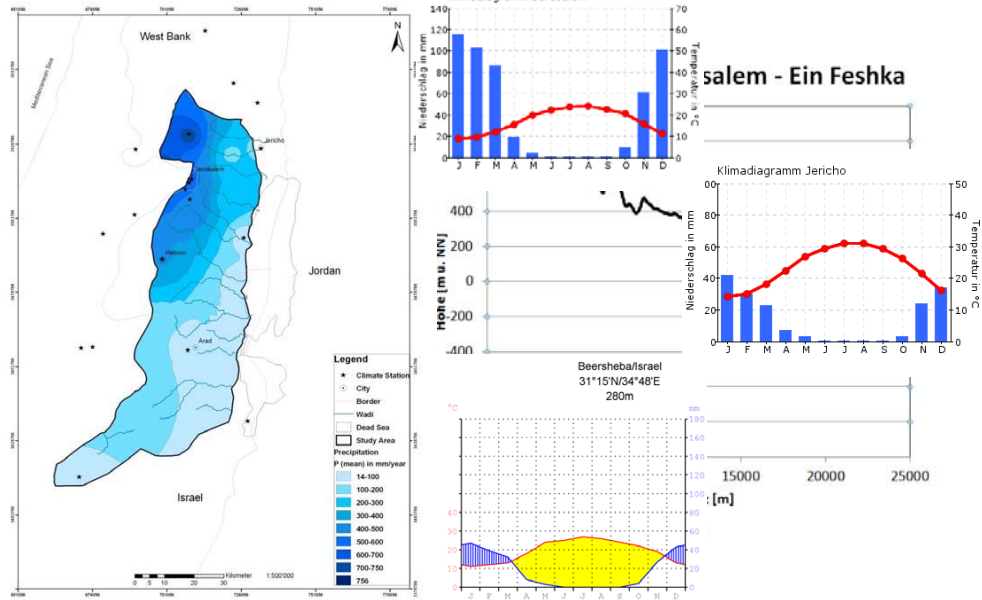 West Bank
N
Mediterranean Sea
Jericho
Jerusalem
Hebron
Jordan
Arad
Israel
Legend
Climate Station
City
Border
Wadi
Dead Sea
Study Area
Precipitation
P (mean) in mm/year
14-100
100-200
200-300
300-400
400-500
500-600
600-700
700-750
756
Kilometer
0 5 10 20 30
1:500'000
140
120
100
80
60
40
20
0
Niederschlag in mm
70
60
50
40
30
20
10
0
Temperatur in °C
J F M A M J J A S O N D
salem - Ein Feshka
Höhe [m ü. NN]
400
200
0
-200
-400
Klimadiagramm Jericho
00
80
60
40
20
0
Niederschlag in mm
50
40
30
20
10
0
Temperatur in °C
J F M A M J J A S O N D
Beersheba/Israel
31°15'N/34°48'E
280m
°C
40
30
20
10
0
mm
180
160
140
120
100
80
60
40
20
0
J F M A M J J A S O N D
15000 20000 25000
[m]